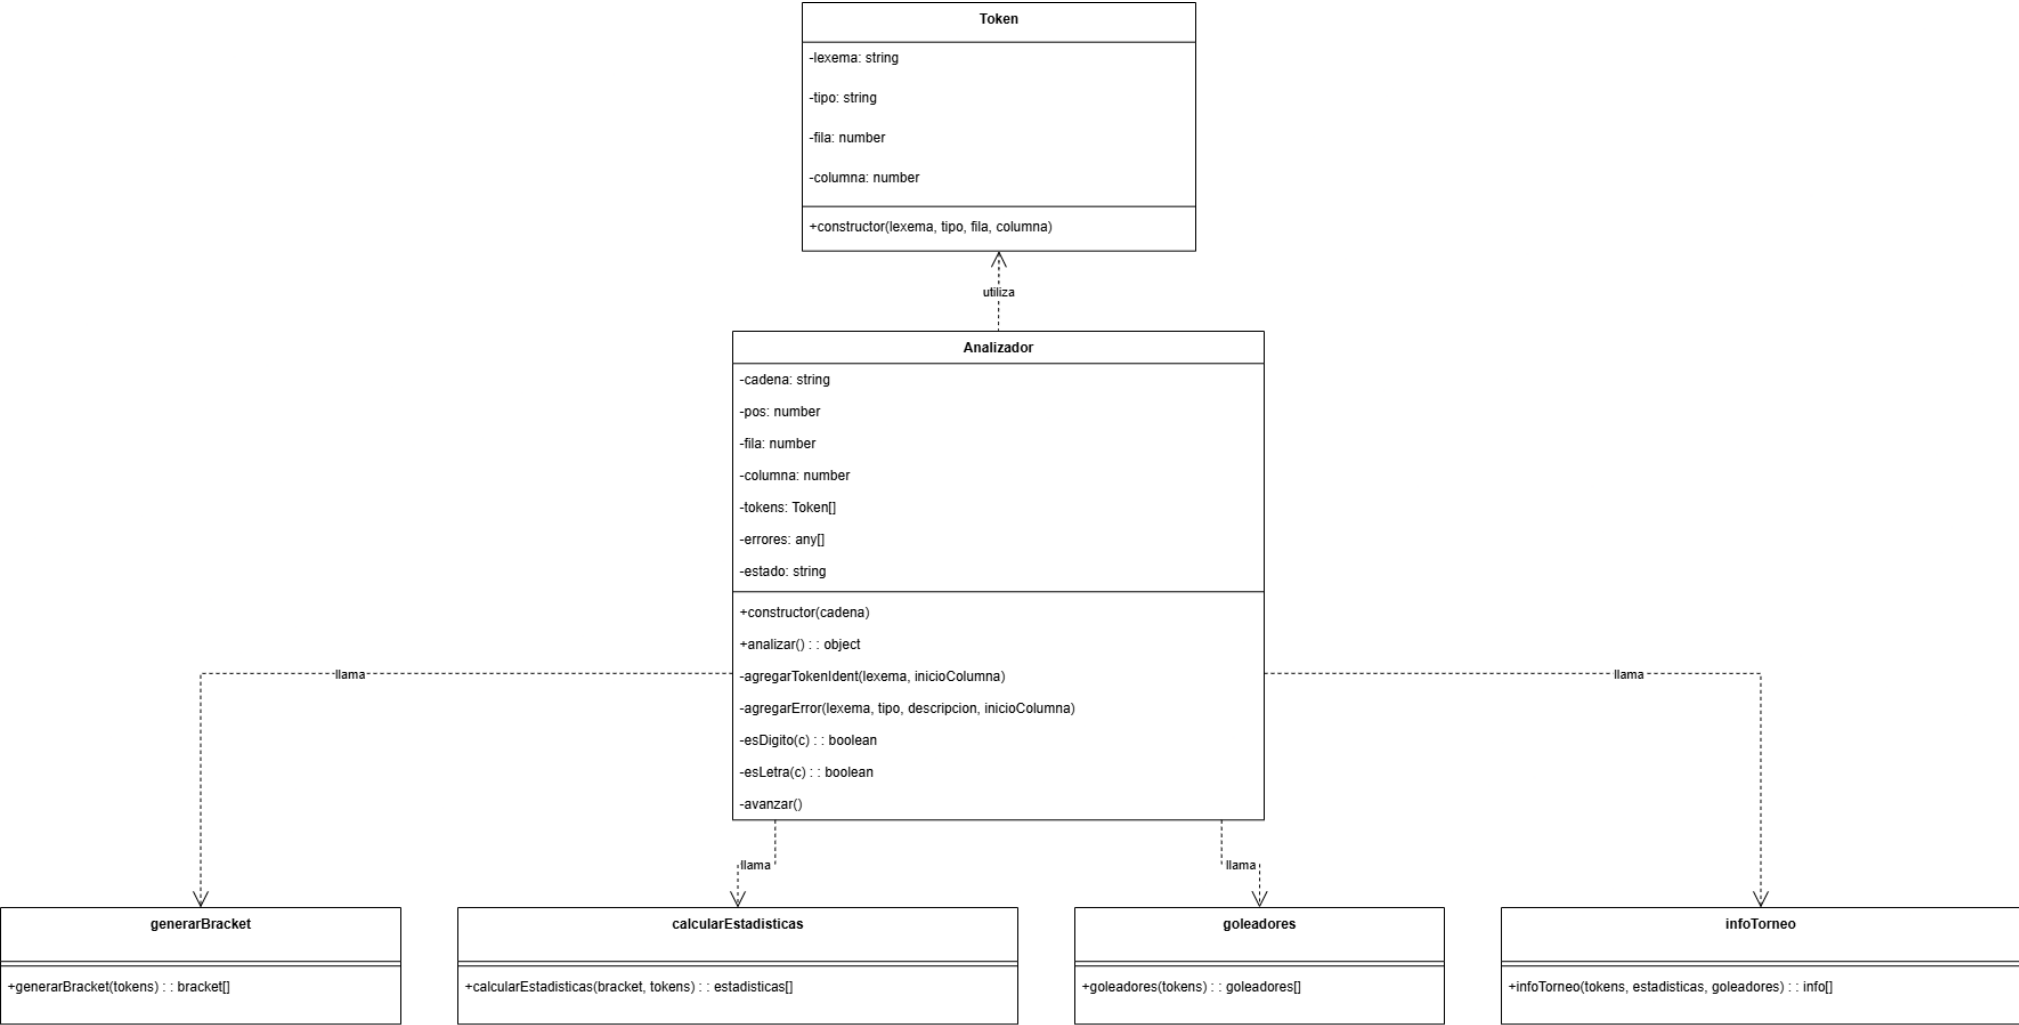 Token
-lexema: string
-tipo: string
-fila: number
-columna: number
+constructor(lexema, tipo, fila, columna)
utiliza
Analizador
-cadena: string
-pos: number
-fila: number
-columna: number
-tokens: Token[]
-errores: any[]
-estado: string
+constructor(cadena)
+analizar() : : object
-agregarTokenIdent(lexema, inicioColumna)
-agregarError(lexema, tipo, descripcion, inicioColumna)
-esDigito(c) : : boolean
-esLetra(c) : : boolean
-avanzar()
llama
llama
llama
llama
generarBracket
+generarBracket(tokens) : : bracket[]
calcularEstadisticas
+calcularEstadisticas(bracket, tokens) : : estadisticas[]
goleadores
+goleadores(tokens) : : goleadores[]
infoTorneo
+infoTorneo(tokens, estadisticas, goleadores) : : info[]